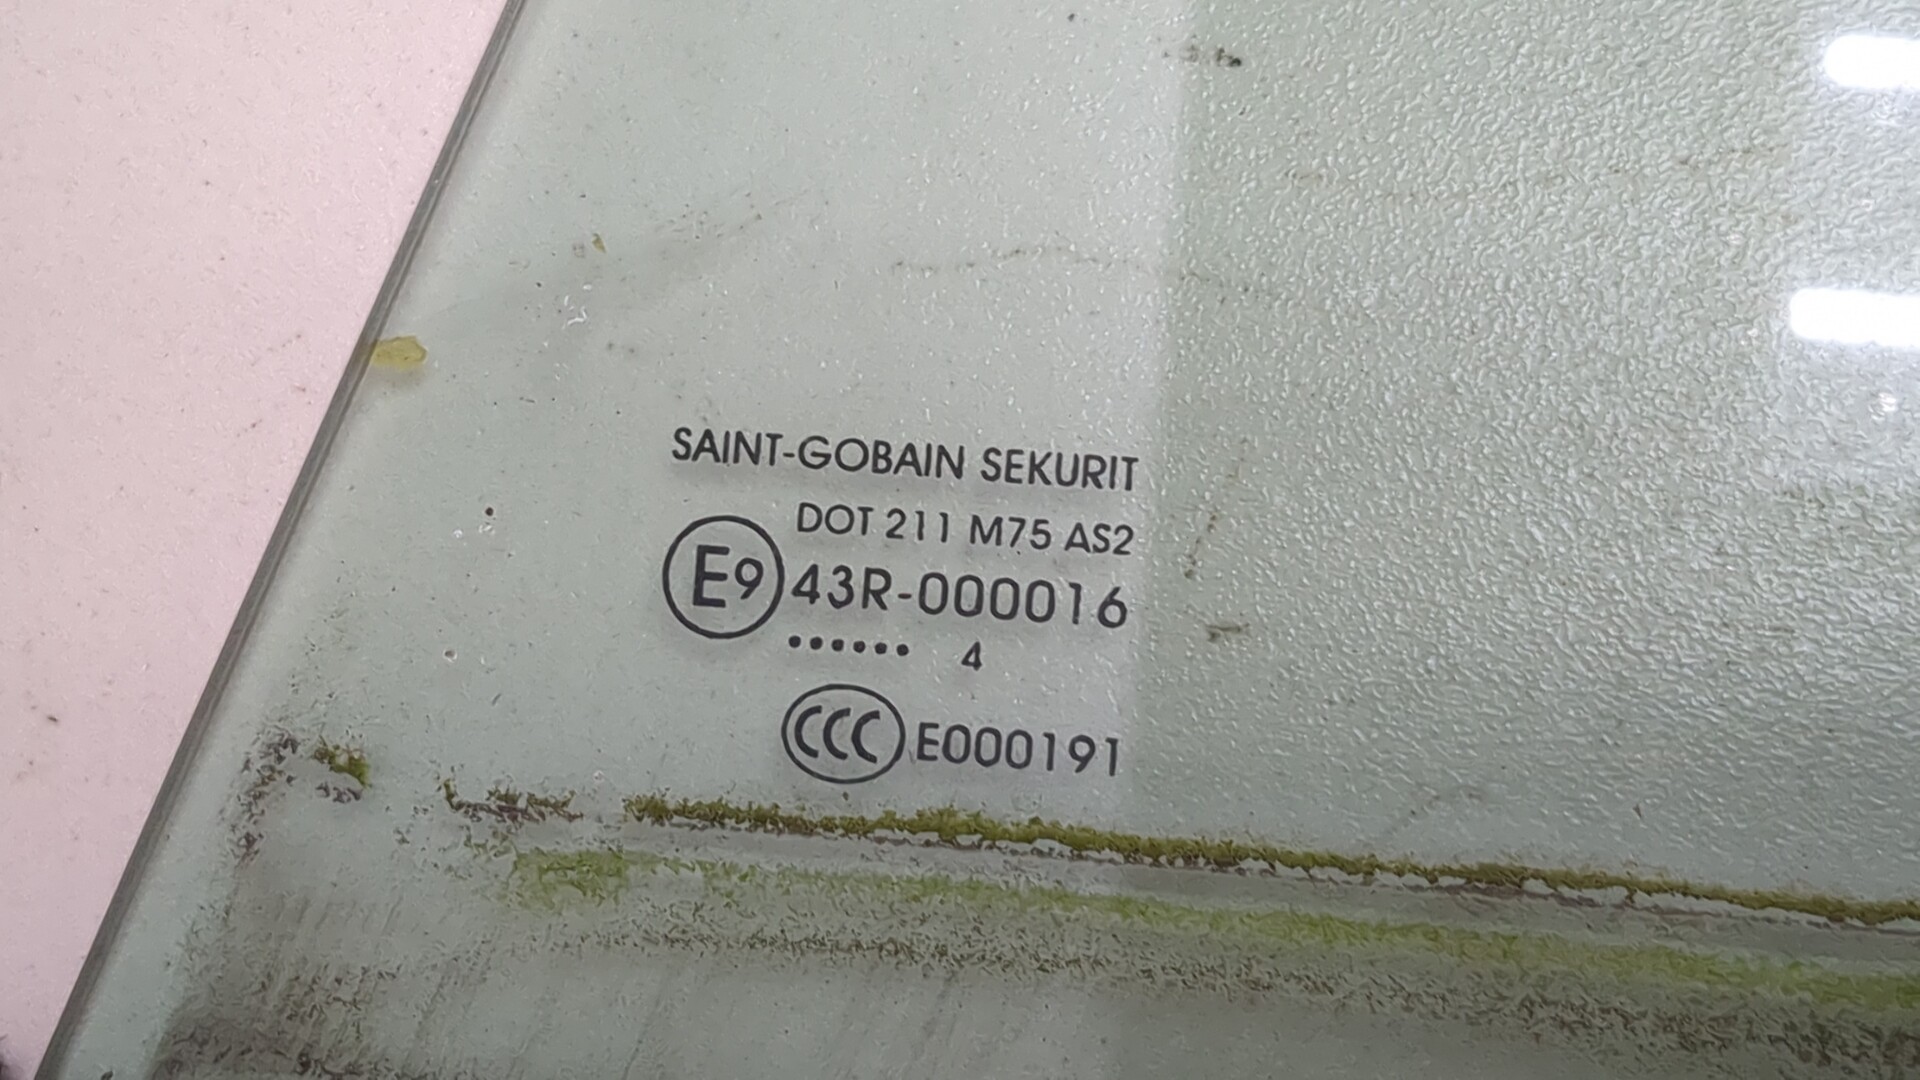 SAINT-GOBAIN SEKURIT
DOT 211 M75 AS2
E9 43R-000016
...... 4
CCC E000191